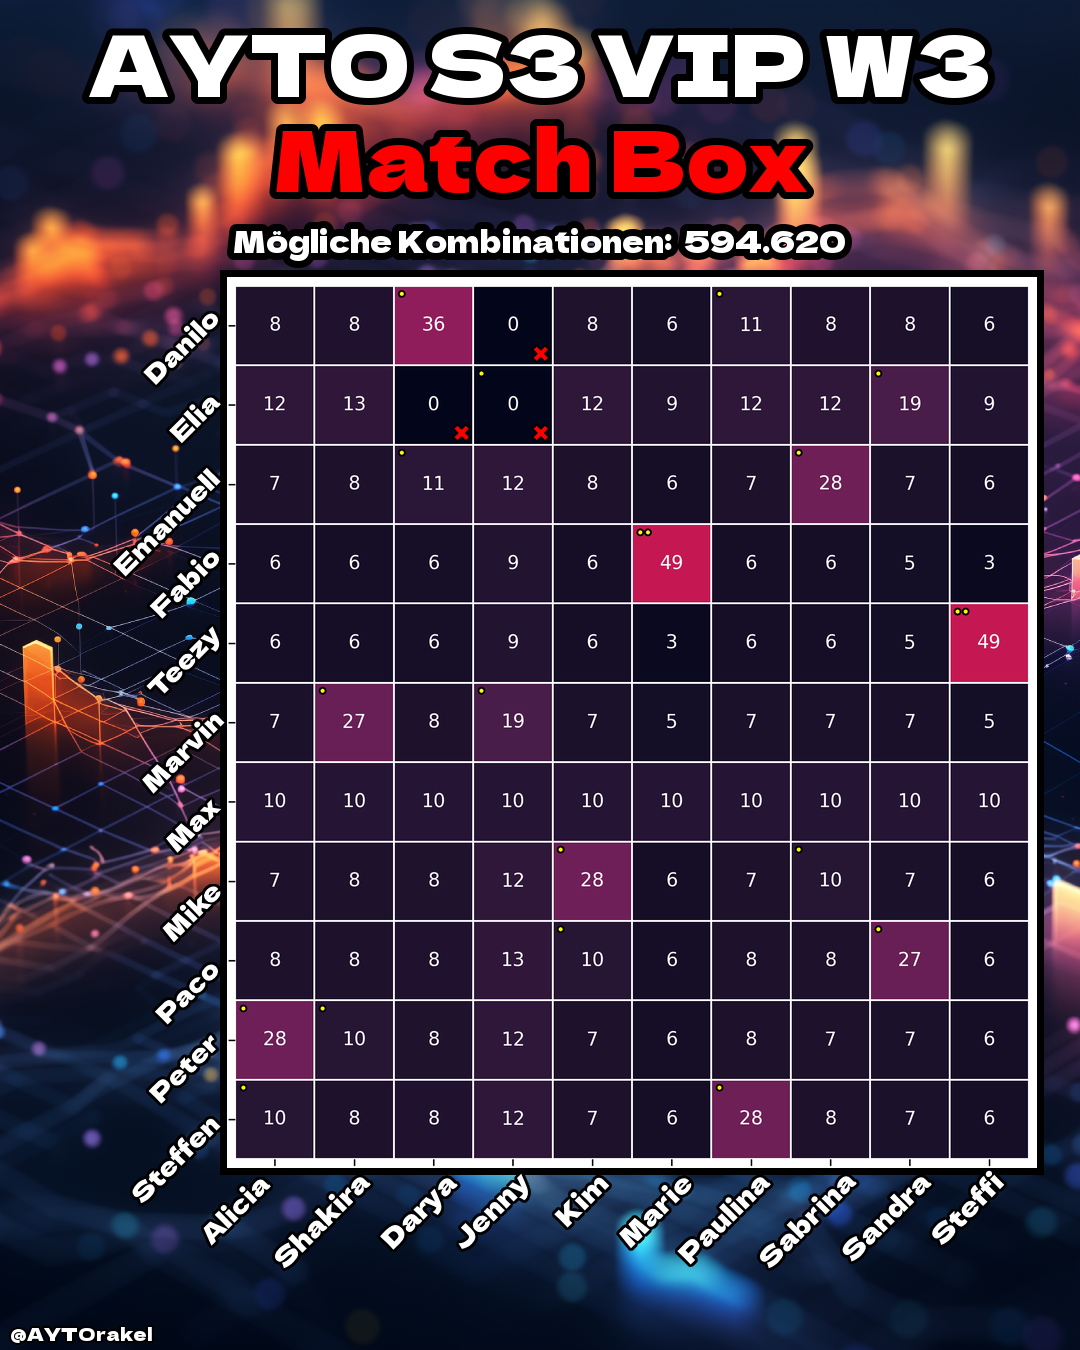 AYTO S3 VIP W3
Match Box
Mögliche Kombinationen: 594.620
Danilo 8 8 36 0 8 6 11 8 8 6
Elia 12 13 0 0 12 9 12 12 19 9
Emanuell 7 8 11 12 8 6 7 28 7 6
Fabio 6 6 6 9 6 49 6 6 5 3
Teezy 6 6 6 9 6 3 6 6 5 49
Marvin 7 27 8 19 7 5 7 7 7 5
Max 10 10 10 10 10 10 10 10 10 10
Mike 7 8 8 12 28 6 7 10 7 6
Paco 8 8 8 13 10 6 8 8 27 6
Peter 28 10 8 12 7 6 8 7 7 6
Steffen 10 8 8 12 7 6 28 8 7 6
Alicia Shakira Darya Jenny Kim Marie Paulina Sabrina Sandra Steffi
@AYTOrakel